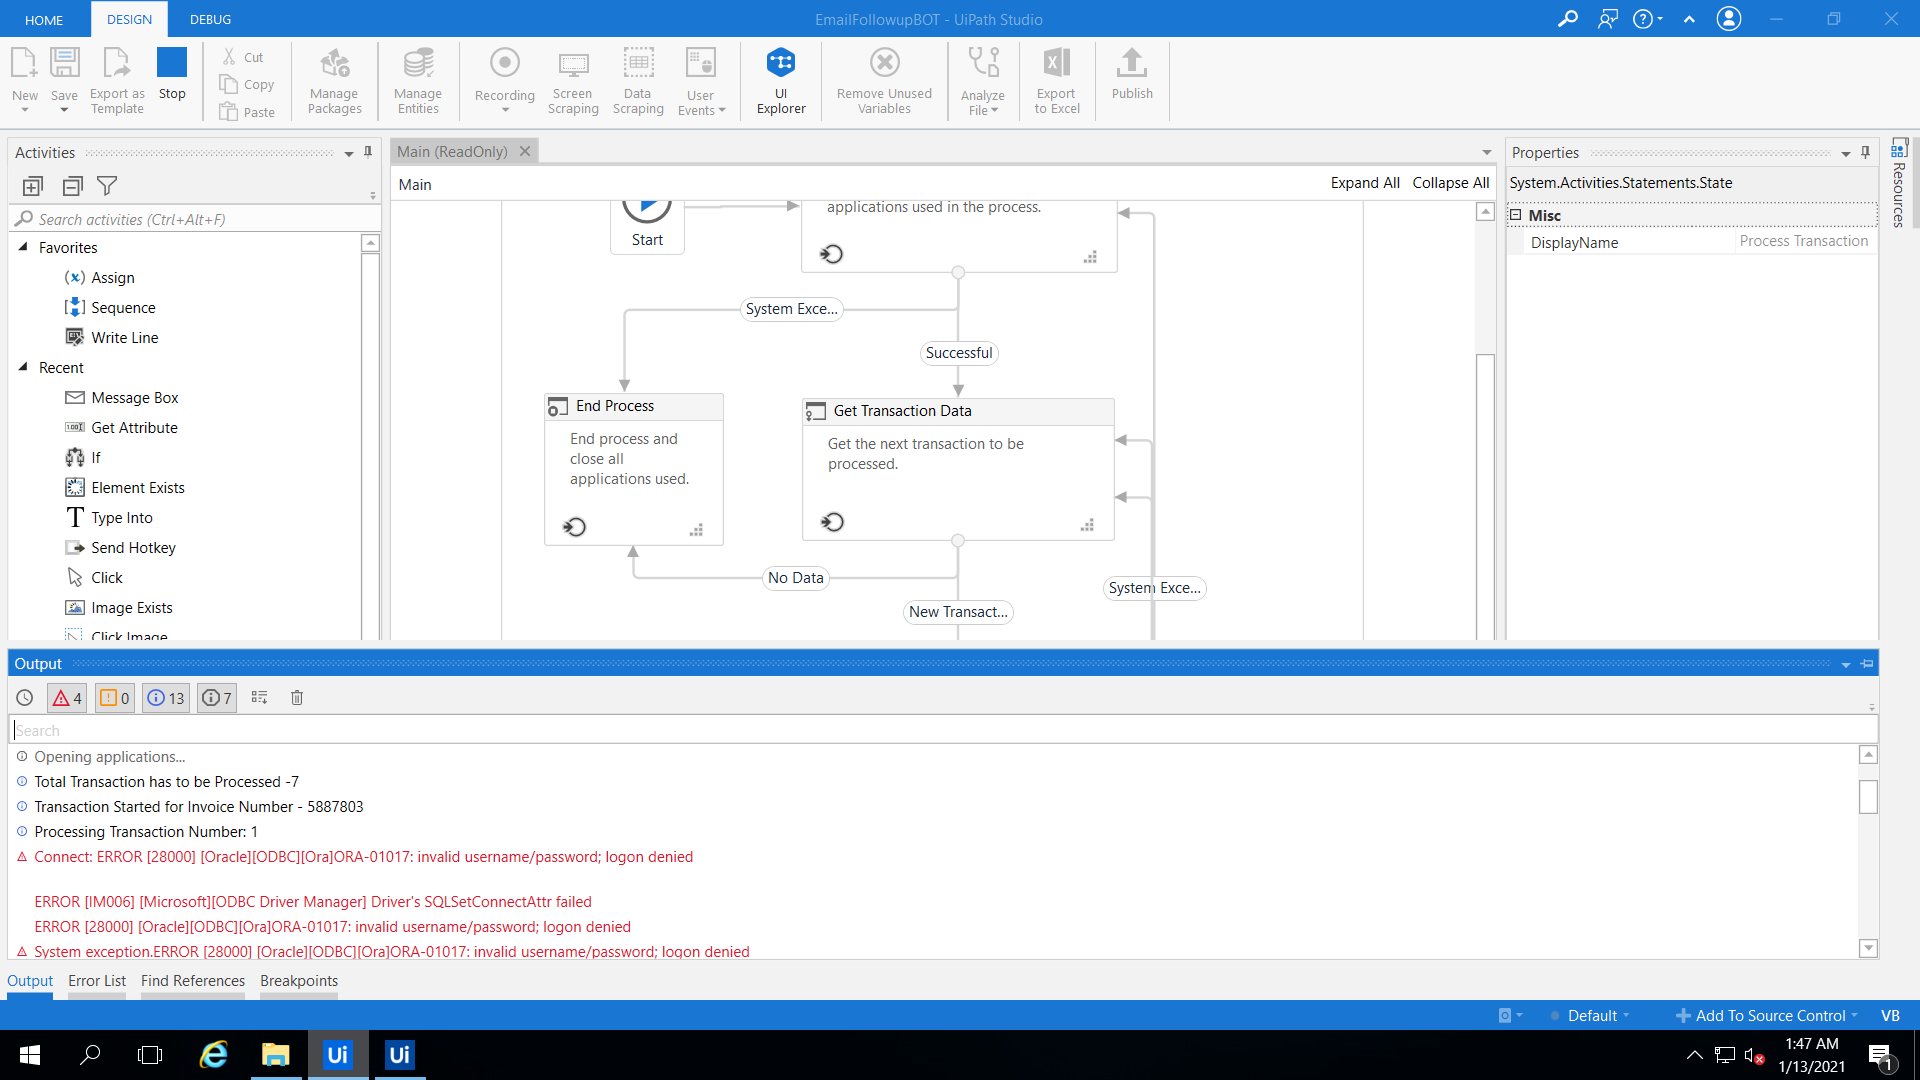 HOME
DESIGN
DEBUG
EmailFollowupBOT - UiPath Studio
New
Save
Export as
Template
Stop
Cut
Copy
Paste
Manage
Packages
Manage
Entities
Recording
Screen
Scraping
Data
Scraping
User
Events
UI
Explorer
Remove Unused
Variables
Analyze
File
Export
to Excel
Publish
Activities
Search activities (Ctrl+Alt+F)
Favorites
Assign
Sequence
Write Line
Recent
Message Box
Get Attribute
If
Element Exists
Type Into
Send Hotkey
Click
Image Exists
Click Image
Main (ReadOnly)
Main
Expand All
Collapse All
Start
applications used in the process.
System Exce...
Successful
End Process
End process and
close all
applications used.
Get Transaction Data
Get the next transaction to be
processed.
No Data
New Transact...
System Exce...
Properties
System.Activities.Statements.State
Misc
DisplayName
Process Transaction
Resources
Output
4
0
13
7
Search
Opening applications...
Total Transaction has to be Processed -7
Transaction Started for Invoice Number - 5887803
Processing Transaction Number: 1
Connect: ERROR [28000] [Oracle][ODBC][Ora]ORA-01017: invalid username/password; logon denied
ERROR [IM006] [Microsoft][ODBC Driver Manager] Driver's SQLSetConnectAttr failed
ERROR [28000] [Oracle][ODBC][Ora]ORA-01017: invalid username/password; logon denied
System exception.ERROR [28000] [Oracle][ODBC][Ora]ORA-01017: invalid username/password; logon denied
Output
Error List
Find References
Breakpoints
Default
Add To Source Control
VB
Ui
Ui
1:47 AM
1/13/2021
1